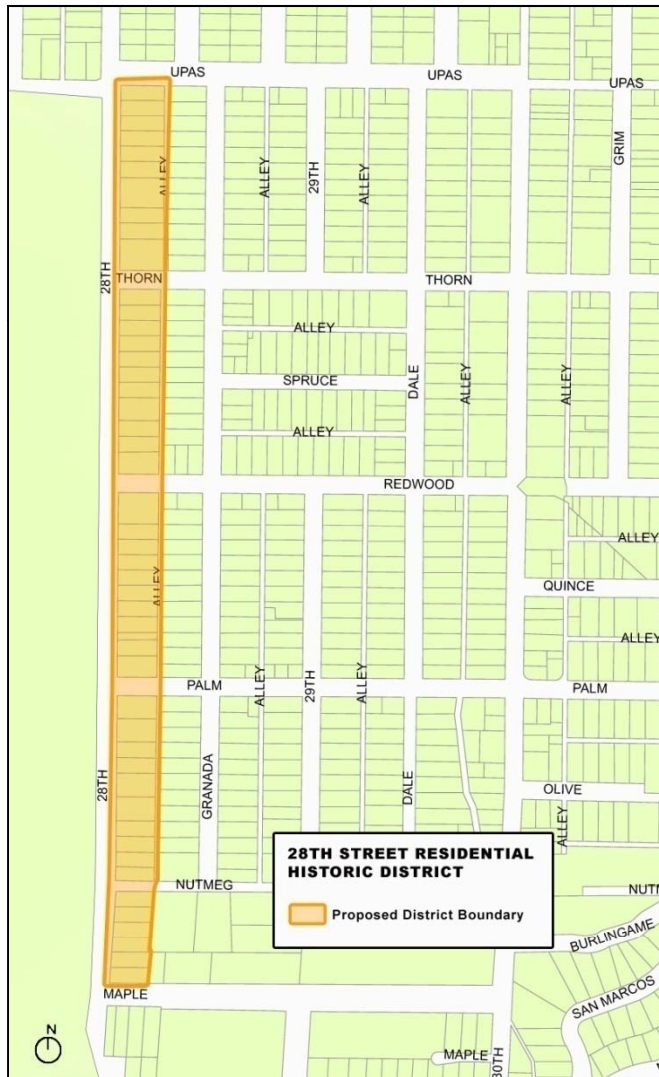 UPAS
UPAS
UPAS
GRIM
ALLEY
ALLEY
29TH
ALLEY
28TH
THORN
THORN
ALLEY
SPRUCE
DALE
ALLEY
ALLEY
ALLEY
REDWOOD
ALLEY
QUINCE
ALLEY
ALLEY
ALLEY
29TH
ALLEY
PALM
PALM
28TH
GRANADA
DALE
OLIVE
ALLEY
28TH STREET RESIDENTIAL
HISTORIC DISTRICT
Proposed District Boundary
NUTMEG
NUTM
BURLINGAME
SAN MARCOS
MAPLE
MAPLE
30TH
N